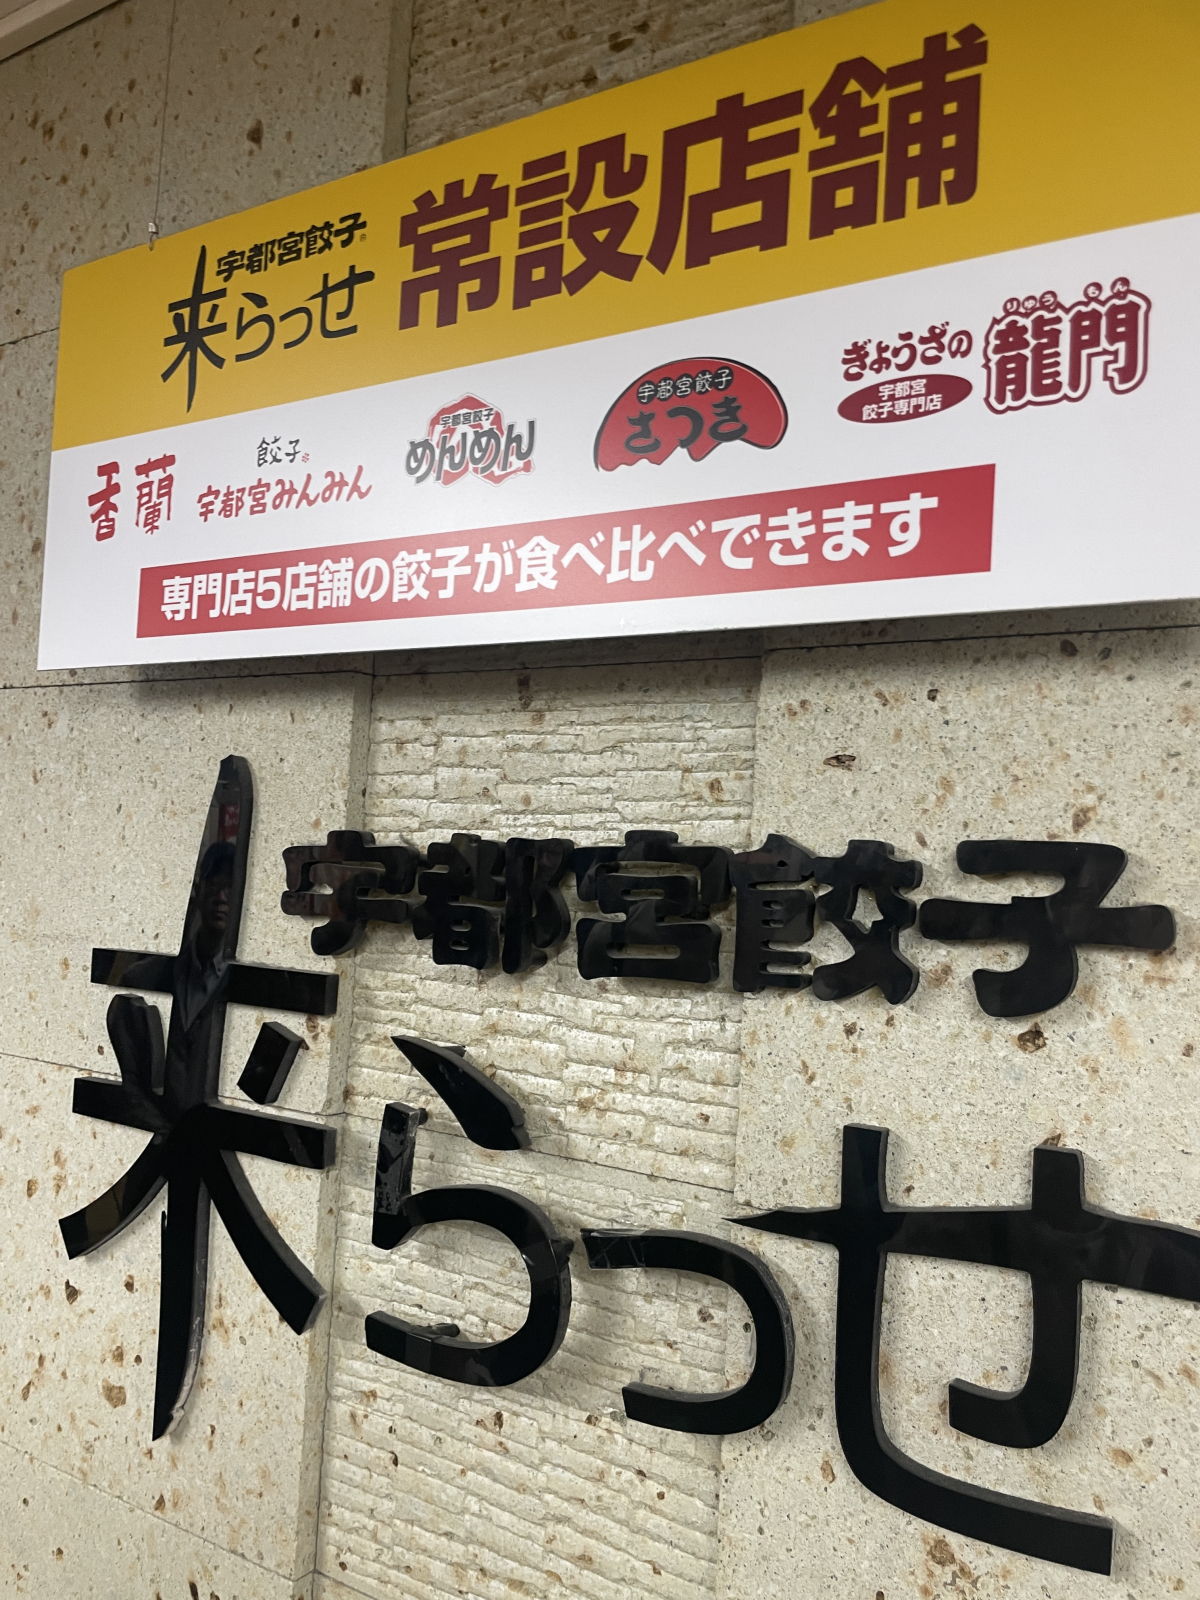 宇都宮餃子®
来らっせ
常設店舗
香蘭
餃子
宇都宮みんみん
宇都宮餃子
めんめん
宇都宮餃子
さつき
ぎょうざの
宇都宮
餃子専門店
りゅうもん
龍門
専門店5店舗の餃子が食べ比べできます
宇都宮餃子
来らっせ